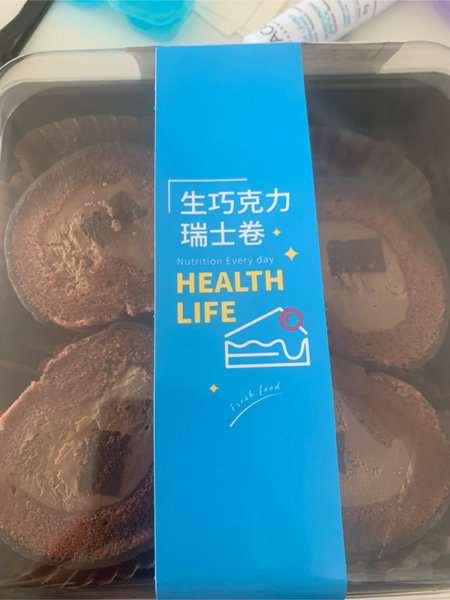 生巧克力
瑞士卷
Nutrition Every day
HEALTH
LIFE
Fresh food